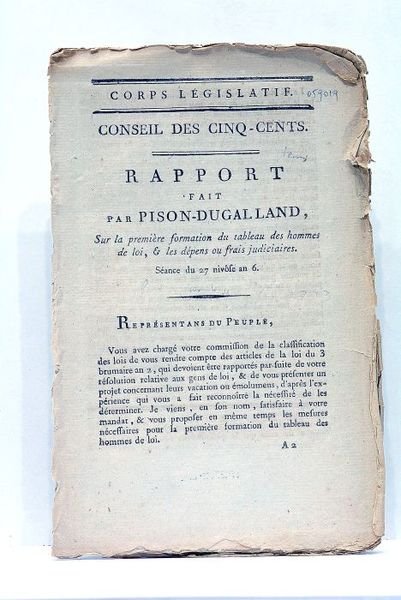 CORPS LÉGISLATIF. 059019
CONSEIL DES CINQ-CENTS.
RAPPORT
FAIT
PAR PISON-DUGALLAND,
Sur la première formation du tableau des hommes
de loi, & les dépens ou frais judiciaires.
Séance du 27 nivôse an 6.
REPRÉSENTANS DU PEUPLE,
Vous avez chargé votre commission de la classification
des lois de vous rendre compte des articles de la loi du 3
brumaire an 2, qui devoient être rapportés par suite de votre
résolution relative aux gens de loi, & de vous présenter un
projet concernant leurs vacation ou émolumens, d'après l'ex-
périence qui vous a fait reconnoître la nécessité de les
déterminer. Je viens, en son nom, satisfaire à votre
mandat, & vous proposer en même temps les mesures
nécessaires pour la première formation du tableau des
hommes de loi.
A 2